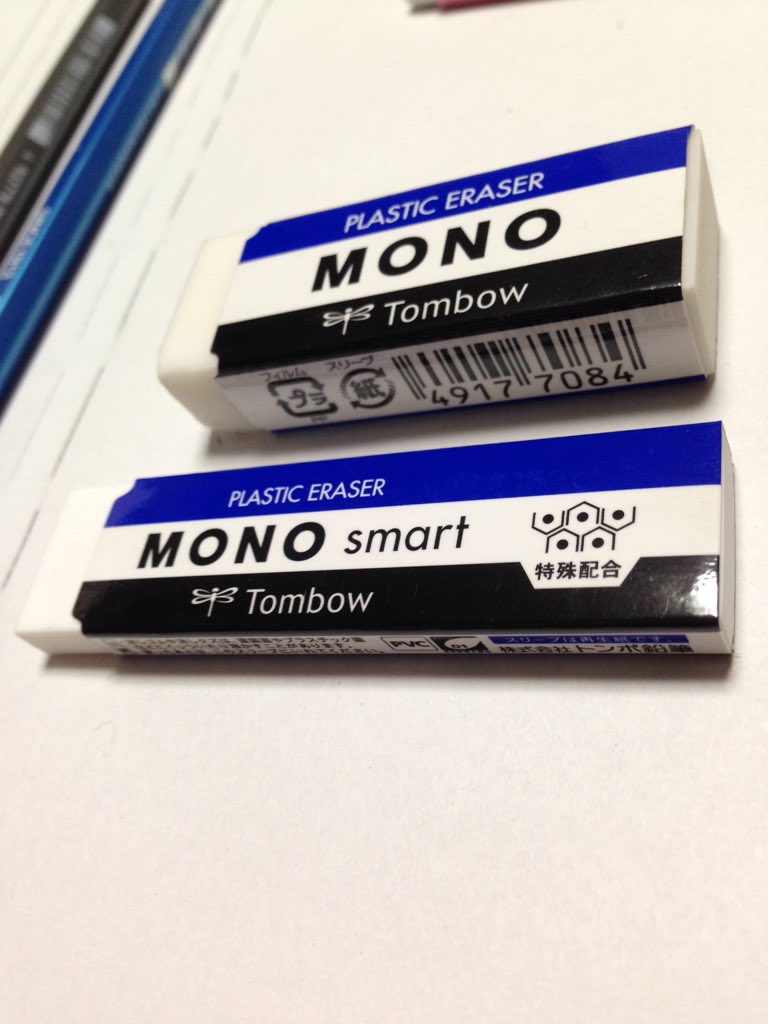 PLASTIC ERASER
MONO
Tombow
フィルム
スリーブ
プラ
紙
PP
4917 7084
PLASTIC ERASER
MONO smart
特殊配合
Tombow
PVC
01
スリーブは再生紙です。
株式会社トンボ鉛筆